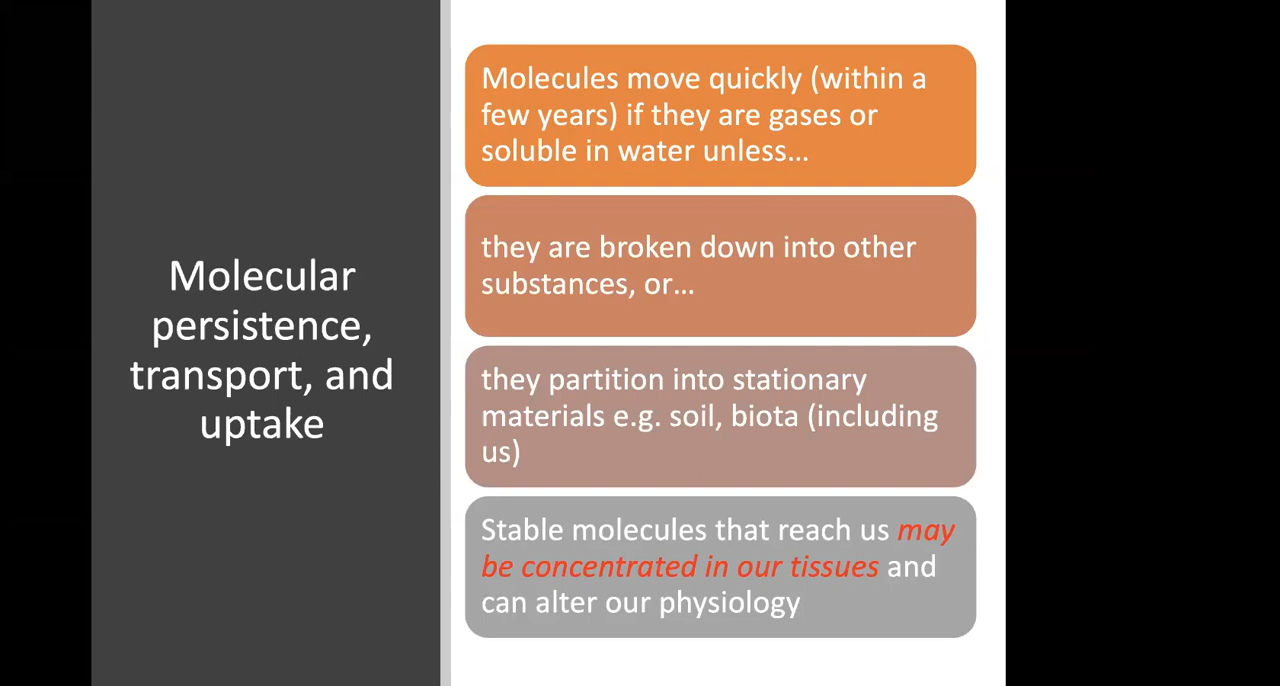 Molecular
persistence,
transport, and
uptake
Molecules move quickly (within a
few years) if they are gases or
soluble in water unless…
they are broken down into other
substances, or…
they partition into stationary
materials e.g. soil, biota (including
us)
Stable molecules that reach us may
be concentrated in our tissues and
can alter our physiology